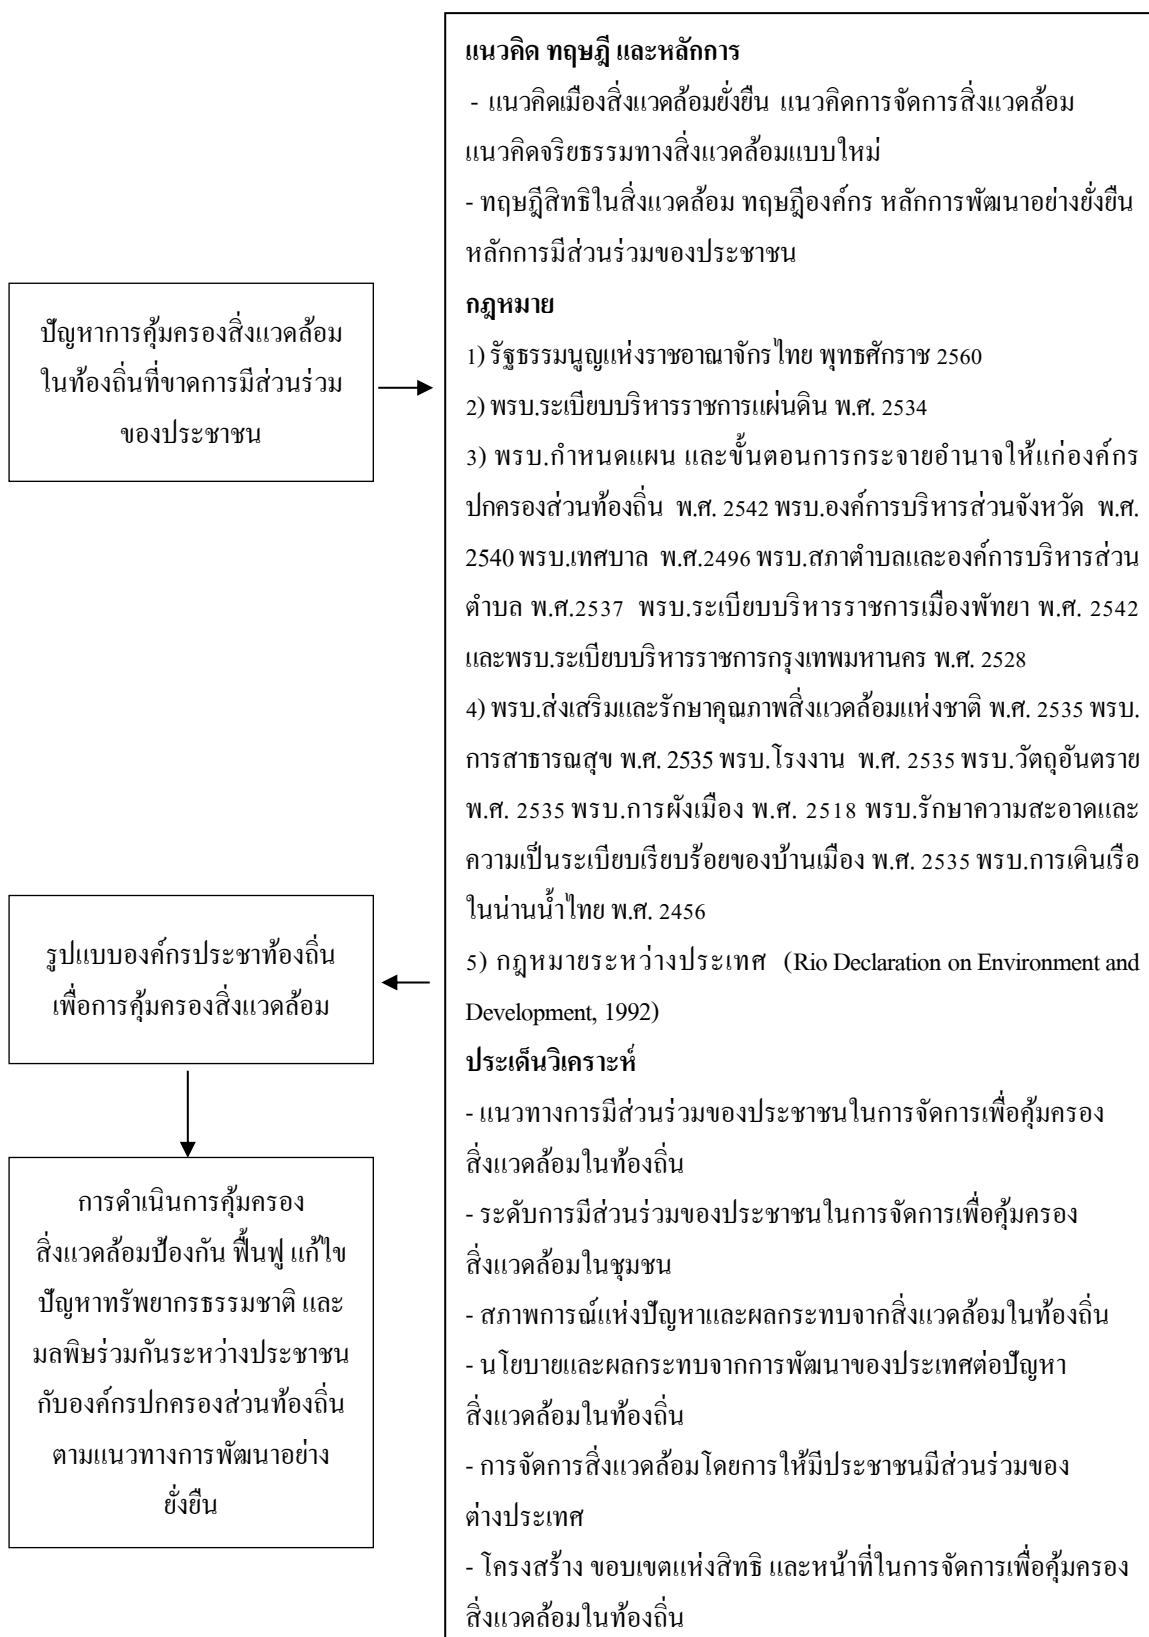 ปัญหาการคุ้มครองสิ่งแวดล้อม
ในท้องถิ่นที่ขาดการมีส่วนร่วม
ของประชาชน
แนวคิด ทฤษฎี และหลักการ
- แนวคิดเมืองสิ่งแวดล้อมยั่งยืน แนวคิดการจัดการสิ่งแวดล้อม
แนวคิดจริยธรรมทางสิ่งแวดล้อมแบบใหม่
- ทฤษฎีสิทธิในสิ่งแวดล้อม ทฤษฎีองค์กร หลักการพัฒนาอย่างยั่งยืน
หลักการมีส่วนร่วมของประชาชน
กฎหมาย
1) รัฐธรรมนูญแห่งราชอาณาจักรไทย พุทธศักราช 2560
2) พรบ.ระเบียบบริหารราชการแผ่นดิน พ.ศ. 2534
3) พรบ.กำหนดแผน และขั้นตอนการกระจายอำนาจให้แก่องค์กร
ปกครองส่วนท้องถิ่น พ.ศ. 2542 พรบ.องค์การบริหารส่วนจังหวัด พ.ศ.
2540 พรบ.เทศบาล พ.ศ.2496 พรบ.สภาตำบลและองค์การบริหารส่วน
ตำบล พ.ศ.2537 พรบ.ระเบียบบริหารราชการเมืองพัทยา พ.ศ. 2542
และพรบ.ระเบียบบริหารราชการกรุงเทพมหานคร พ.ศ. 2528
4) พรบ.ส่งเสริมและรักษาคุณภาพสิ่งแวดล้อมแห่งชาติ พ.ศ. 2535 พรบ.
การสาธารณสุข พ.ศ. 2535 พรบ.โรงงาน พ.ศ. 2535 พรบ.วัตถุอันตราย
พ.ศ. 2535 พรบ.การผังเมือง พ.ศ. 2518 พรบ.รักษาความสะอาดและ
ความเป็นระเบียบเรียบร้อยของบ้านเมือง พ.ศ. 2535 พรบ.การเดินเรือ
ในน่านน้ำไทย พ.ศ. 2456
5) กฎหมายระหว่างประเทศ (Rio Declaration on Environment and
Development, 1992)
ประเด็นวิเคราะห์
- แนวทางการมีส่วนร่วมของประชาชนในการจัดการเพื่อคุ้มครอง
สิ่งแวดล้อมในท้องถิ่น
- ระดับการมีส่วนร่วมของประชาชนในการจัดการเพื่อคุ้มครอง
สิ่งแวดล้อมในชุมชน
- สภาพการณ์แห่งปัญหาและผลกระทบจากสิ่งแวดล้อมในท้องถิ่น
- นโยบายและผลกระทบจากการพัฒนาของประเทศต่อปัญหา
สิ่งแวดล้อมในท้องถิ่น
- การจัดการสิ่งแวดล้อมโดยการให้มีประชาชนมีส่วนร่วมของ
ต่างประเทศ
- โครงสร้าง ขอบเขตแห่งสิทธิ และหน้าที่ในการจัดการเพื่อคุ้มครอง
สิ่งแวดล้อมในท้องถิ่น
รูปแบบองค์กรประชาท้องถิ่น
เพื่อการคุ้มครองสิ่งแวดล้อม
การดำเนินการคุ้มครอง
สิ่งแวดล้อมป้องกัน ฟื้นฟู แก้ไข
ปัญหาทรัพยากรธรรมชาติ และ
มลพิษร่วมกันระหว่างประชาชน
กับองค์กรปกครองส่วนท้องถิ่น
ตามแนวทางการพัฒนาอย่าง
ยั่งยืน